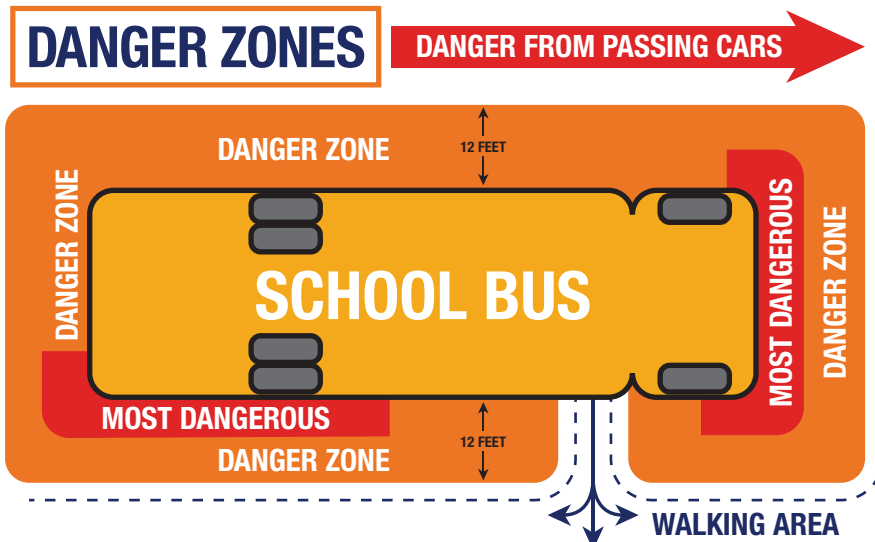 DANGER ZONES
DANGER FROM PASSING CARS
DANGER ZONE
12 FEET
DANGER ZONE
SCHOOL BUS
MOST DANGEROUS
DANGER ZONE
MOST DANGEROUS
12 FEET
DANGER ZONE
WALKING AREA